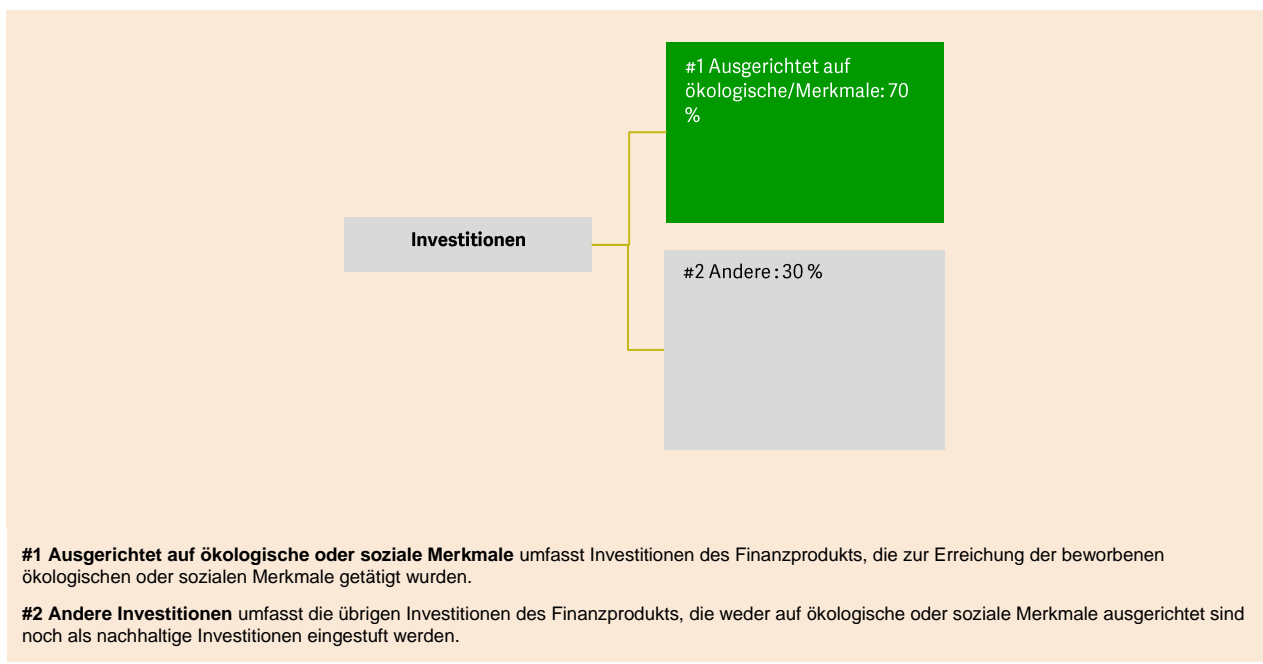 #1 Ausgerichtet auf
ökologische/Merkmale: 70
%
Investitionen
#2 Andere : 30 %
#1 Ausgerichtet auf ökologische oder soziale Merkmale umfasst Investitionen des Finanzprodukts, die zur Erreichung der beworbenen
ökologischen oder sozialen Merkmale getätigt wurden.
#2 Andere Investitionen umfasst die übrigen Investitionen des Finanzprodukts, die weder auf ökologische oder soziale Merkmale ausgerichtet sind
noch als nachhaltige Investitionen eingestuft werden.